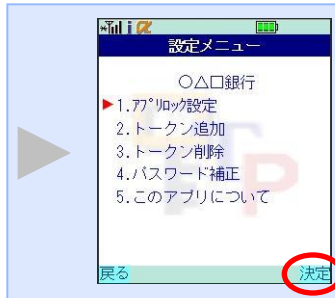 設定メニュー
○△□銀行
1.ｱﾌﾟﾘﾛｯｸ設定
2.トークン追加
3.トークン削除
4.パスワード補正
5.このアプリについて
戻る 決定